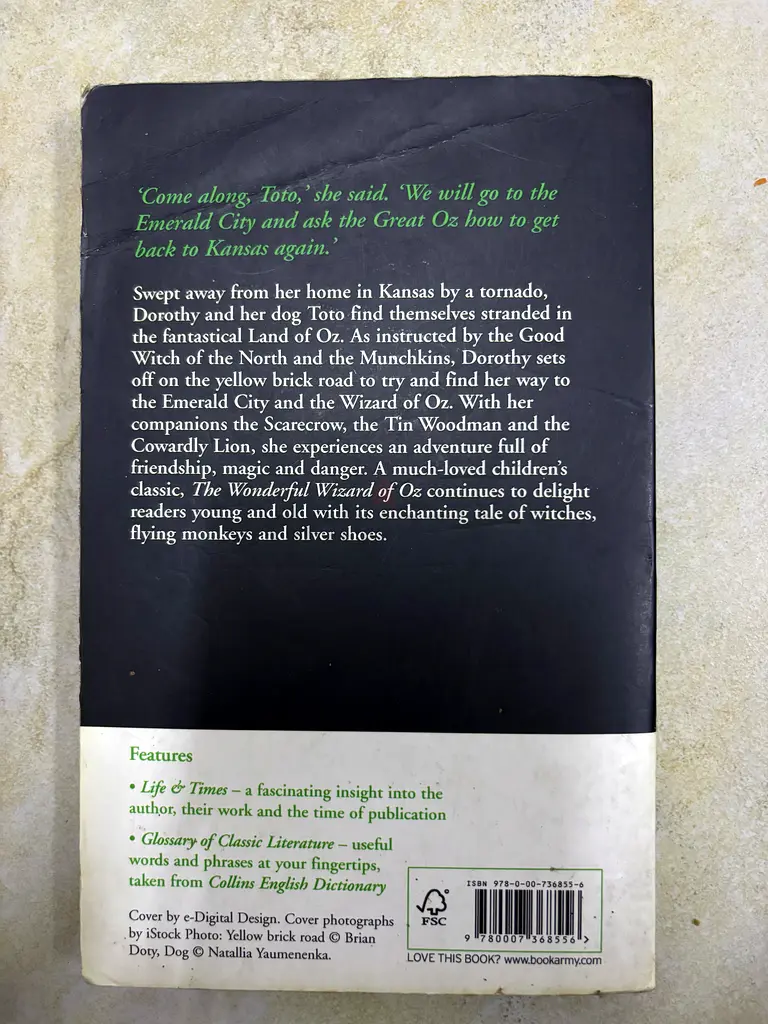 ‘Come along, Toto,’ she said. ‘We will go to the
Emerald City and ask the Great Oz how to get
back to Kansas again.’
Swept away from her home in Kansas by a tornado,
Dorothy and her dog Toto find themselves stranded in
the fantastical Land of Oz. As instructed by the Good
Witch of the North and the Munchkins, Dorothy sets
off on the yellow brick road to try and find her way to
the Emerald City and the Wizard of Oz. With her
companions the Scarecrow, the Tin Woodman and the
Cowardly Lion, she experiences an adventure full of
friendship, magic and danger. A much-loved children’s
classic, The Wonderful Wizard of Oz continues to delight
readers young and old with its enchanting tale of witches,
flying monkeys and silver shoes.
Features
• Life & Times – a fascinating insight into the
author, their work and the time of publication
• Glossary of Classic Literature – useful
words and phrases at your fingertips,
taken from Collins English Dictionary
Cover by e-Digital Design. Cover photographs
by iStock Photo: Yellow brick road © Brian
Doty, Dog © Natallia Yaumenenka.
FSC
ISBN 978-0-00-736855-6
9 780007 368556 >
LOVE THIS BOOK? www.bookarmy.com